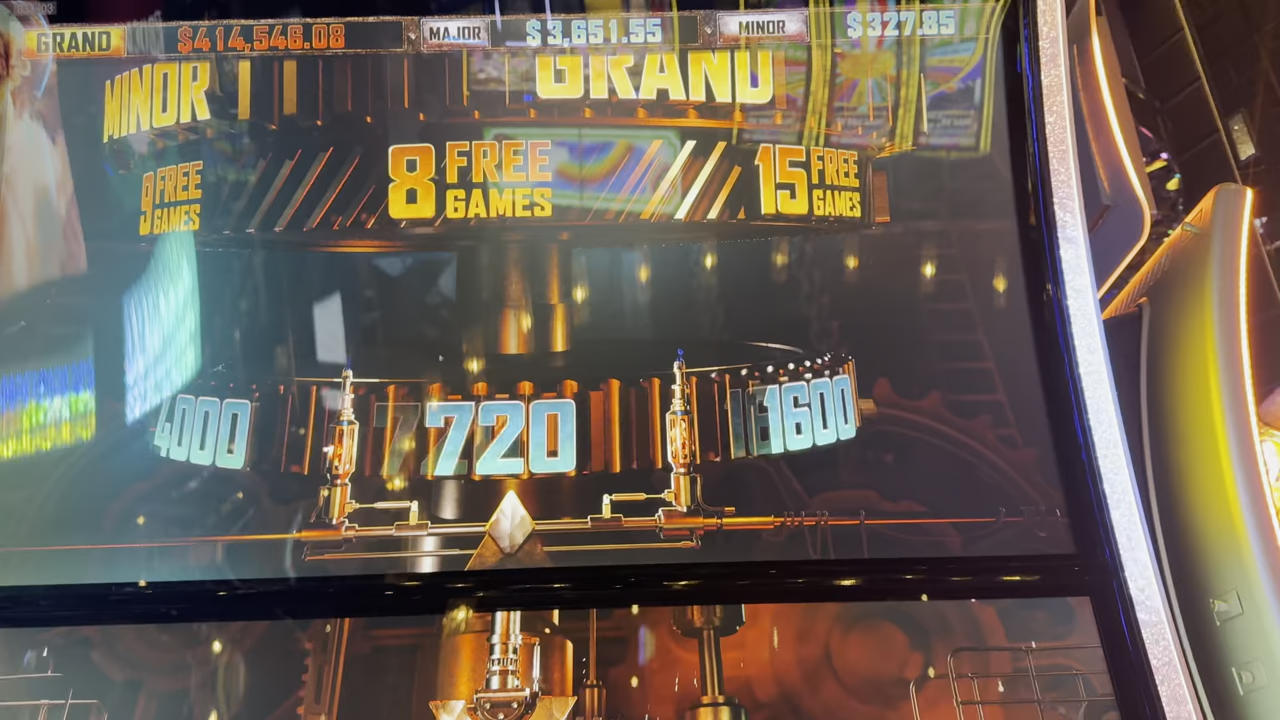 GRAND $414,546.08 MAJOR $3,651.55 MINOR $327.85
MINOR GRAND
9 FREE GAMES 8 FREE GAMES 15 FREE GAMES
4000 720 1600